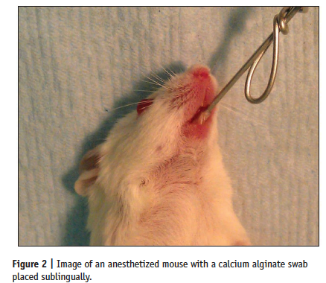 Figure 2 | Image of an anesthetized mouse with a calcium alginate swab
placed sublingually.